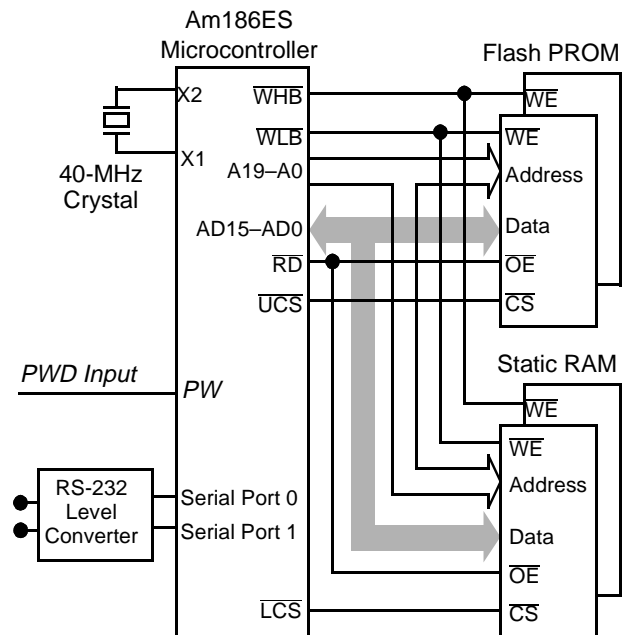 Am186ES
Microcontroller
Flash PROM
X2
WHB
WE
WLB
WE
X1
A19–A0
Address
40-MHz
Crystal
AD15–AD0
Data
RD
OE
UCS
CS
Static RAM
PWD Input
PW
WE
WE
RS-232
Level
Converter
Serial Port 0
Serial Port 1
Address
Data
OE
LCS
CS